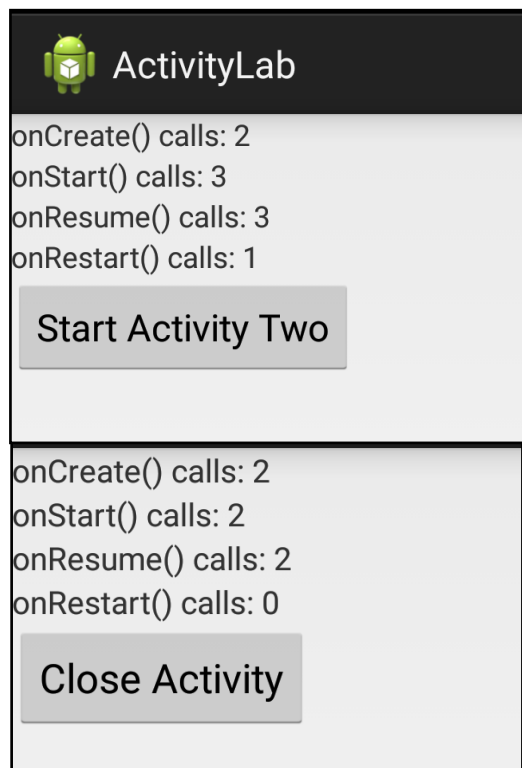 ActivityLab
onCreate() calls: 2
onStart() calls: 3
onResume() calls: 3
onRestart() calls: 1
Start Activity Two
onCreate() calls: 2
onStart() calls: 2
onResume() calls: 2
onRestart() calls: 0
Close Activity